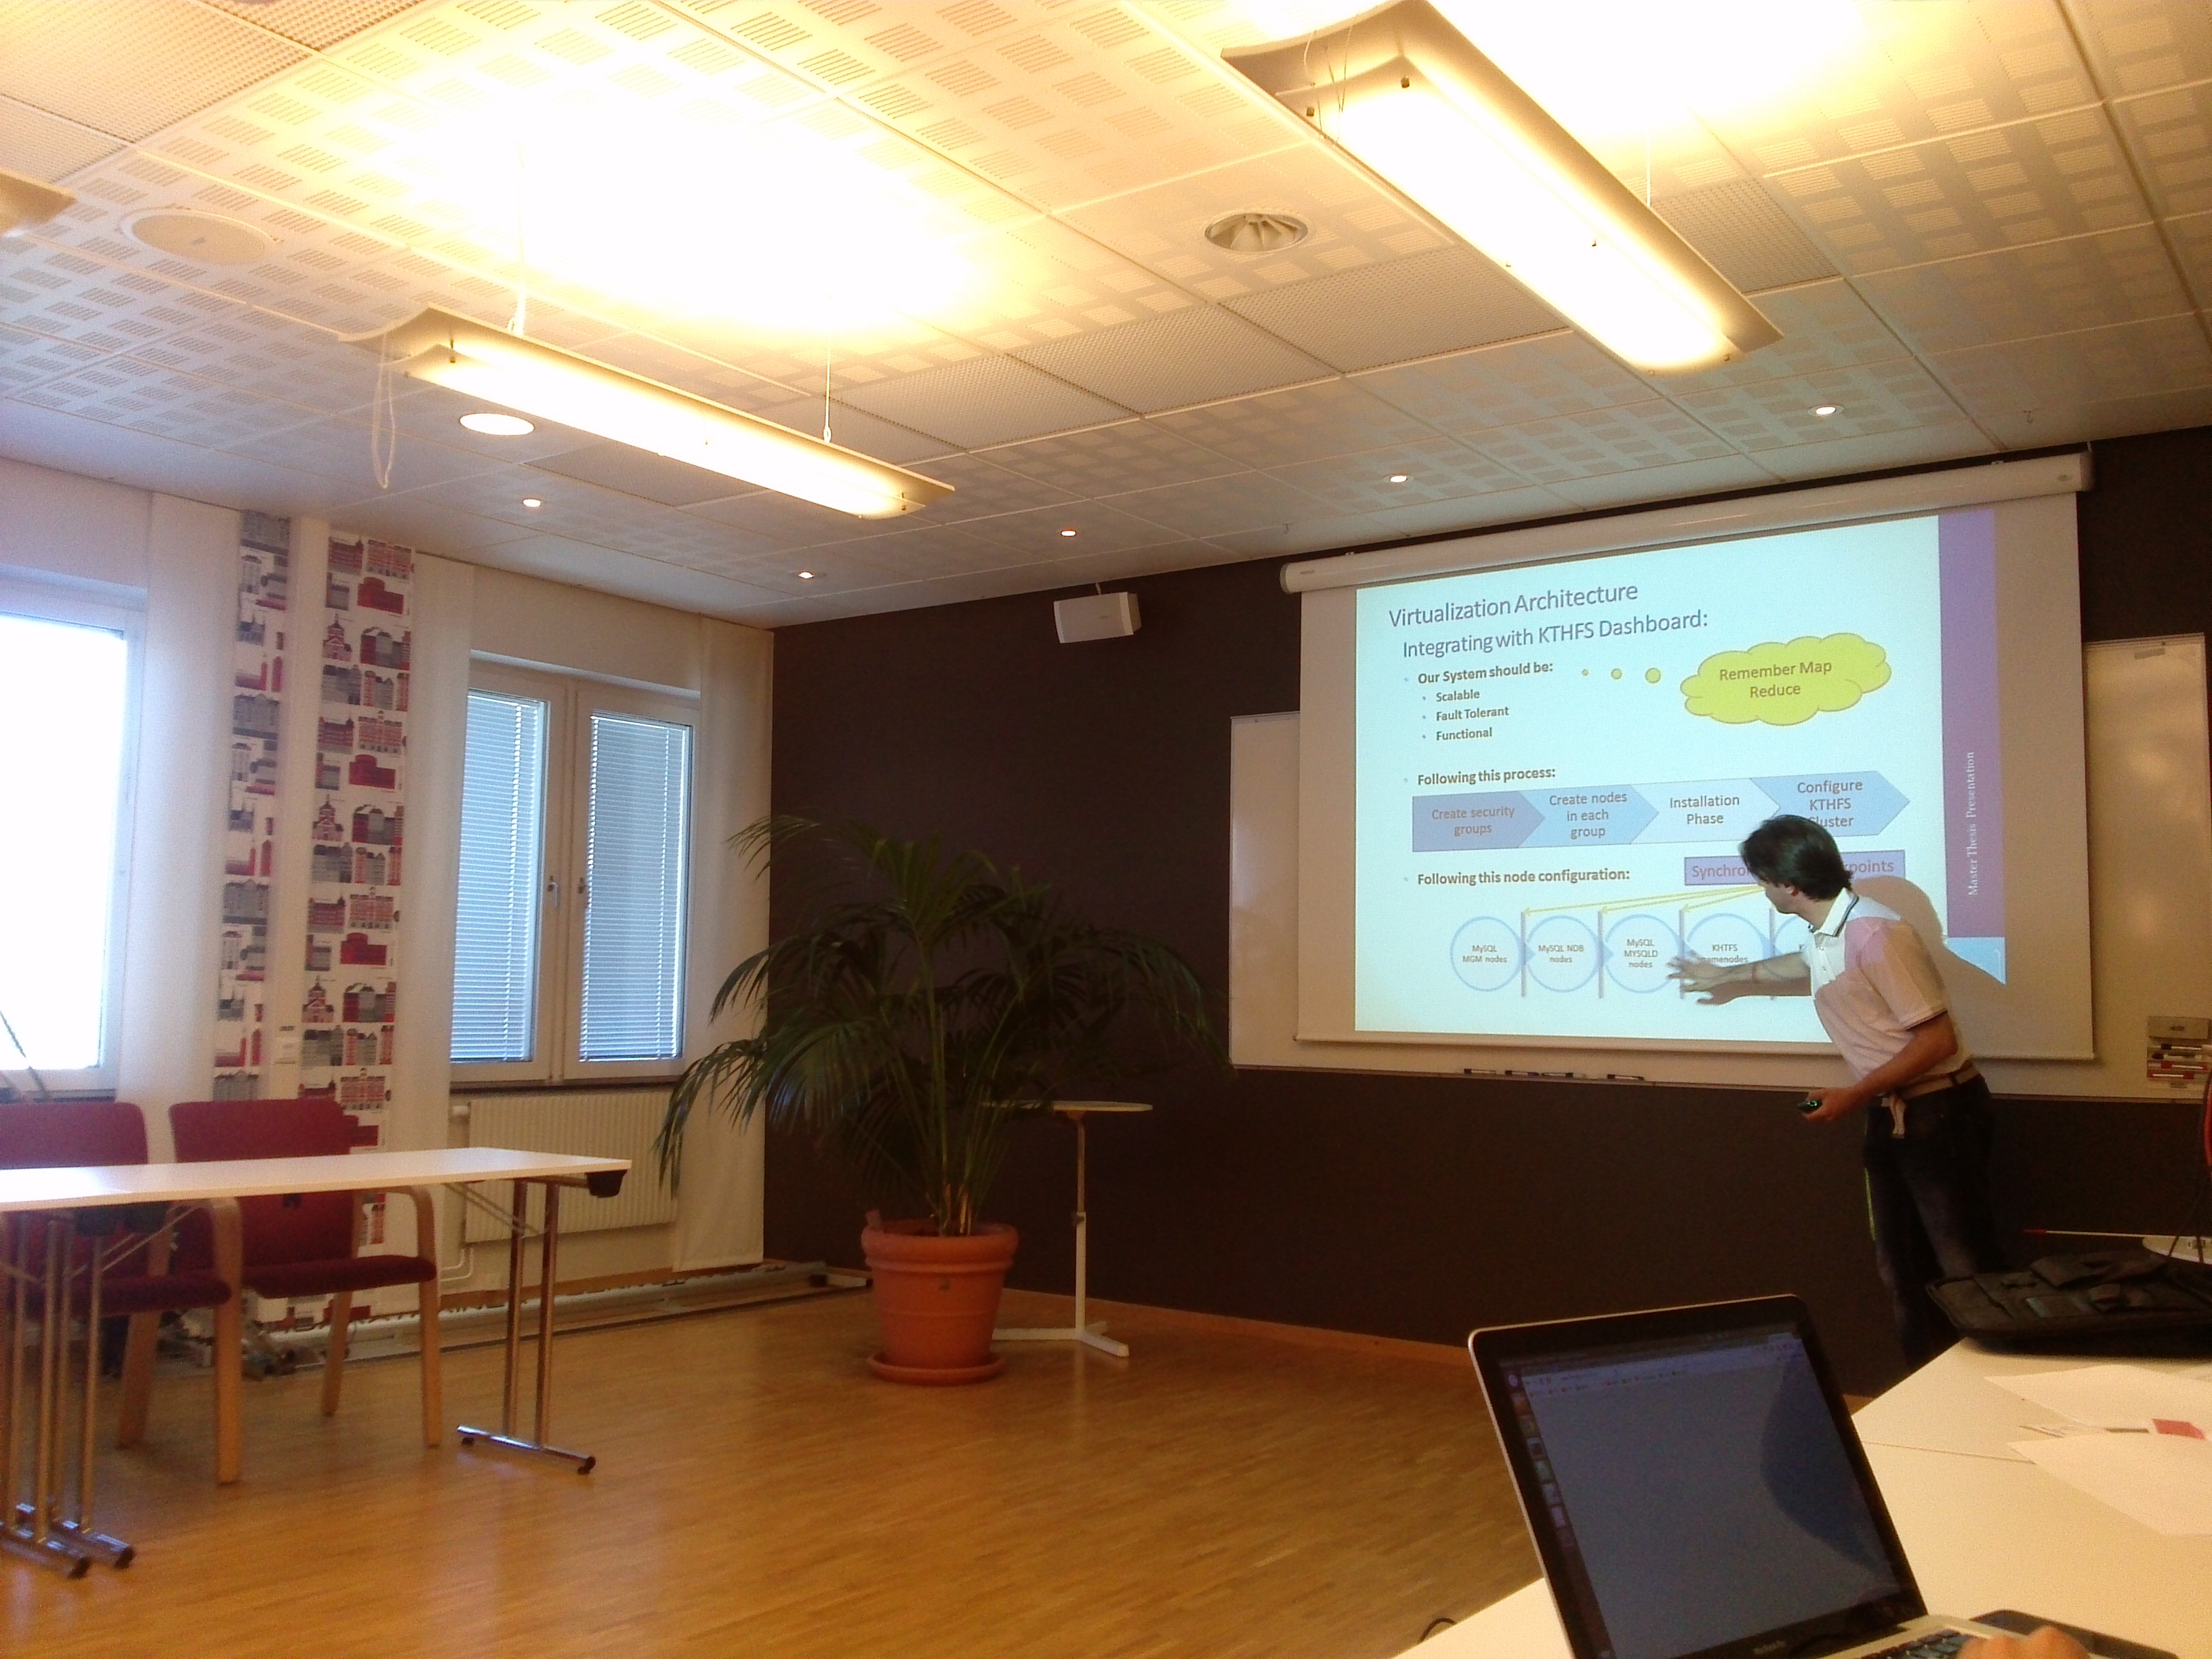 Virtualization Architecture
Integrating with KTHFS Dashboard:
Our System should be:
Scalable
Fault Tolerant
Functional
Remember Map
Reduce
Following this process:
Create security
groups
Create nodes
in each
group
Installation
Phase
Configure
KTHFS
Cluster
Following this node configuration:
MySQL
MGM nodes
MySQL NDB
nodes
MySQL
MYSQLD
nodes
KHTFS
Master Thesis Presentation